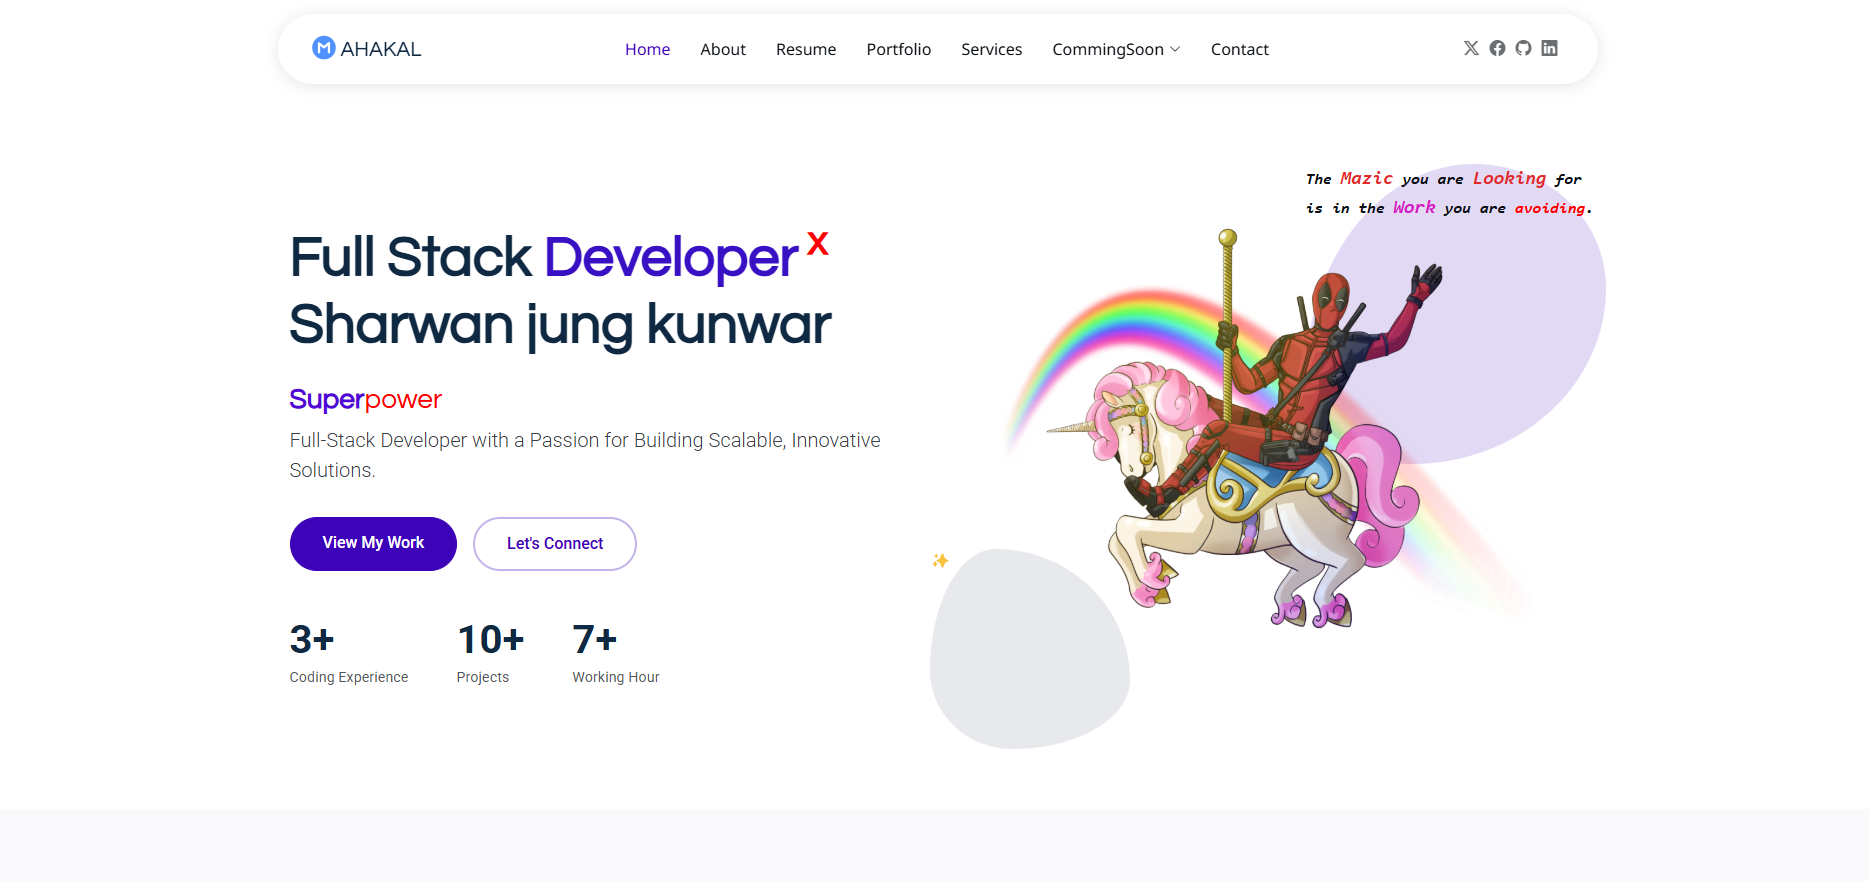 M AHAKAL
Home About Resume Portfolio Services CommingSoon Contact
The Mazic you are Looking for
is in the Work you are avoiding.
Full Stack Developer X
Sharwan jung kunwar
Superpower
Full-Stack Developer with a Passion for Building Scalable, Innovative
Solutions.
View My Work Let's Connect
3+ 10+ 7+
Coding Experience Projects Working Hour